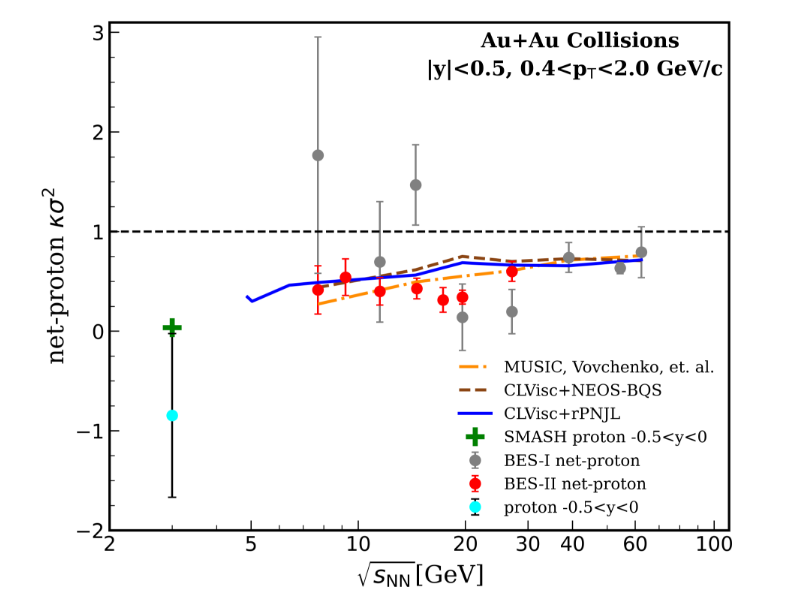 Au+Au Collisions
|y|<0.5, 0.4<pT<2.0 GeV/c
net-proton κσ²
3
2
1
0
−1
−2
MUSIC, Vovchenko, et. al.
CLVisc+NEOS-BQS
CLVisc+rPNJL
SMASH proton -0.5<y<0
BES-I net-proton
BES-II net-proton
proton -0.5<y<0
2 5 10 20 30 40 60 100
√sNN[GeV]